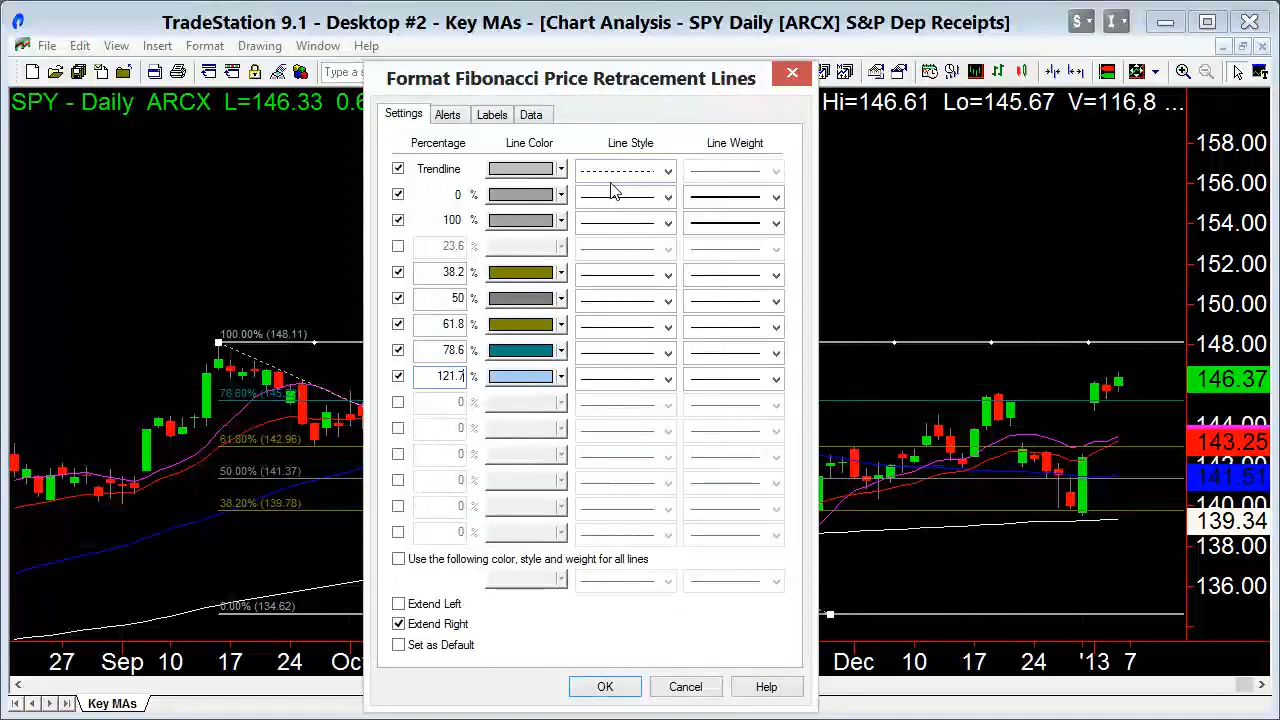 TradeStation 9.1 - Desktop #2 - Key MAs - [Chart Analysis - SPY Daily [ARCX] S&P Dep Receipts]
S I
File Edit View Insert Format Drawing Window Help
Type a
SPY - Daily ARCX L=146.33 0.6
Hi=146.61 Lo=145.67 V=116,8 ...
Format Fibonacci Price Retracement Lines
Settings Alerts Labels Data
Percentage Line Color Line Style Line Weight
Trendline
0 %
100 %
23.6 %
38.2 %
50 %
61.8 %
78.6 %
121.7 %
0 %
0 %
0 %
0 %
0 %
0 %
Use the following color, style and weight for all lines
Extend Left
Extend Right
Set as Default
OK Cancel Help
100.00% (148.11)
61.80% (142.96)
50.00% (141.37)
38.20% (139.78)
0.00% (134.62)
158.00
156.00
154.00
152.00
150.00
148.00
146.37
143.25
141.51
140.00
139.34
138.00
136.00
27 Sep 10 17 24 Oct
Dec 10 17 24 '13 7
Key MAs